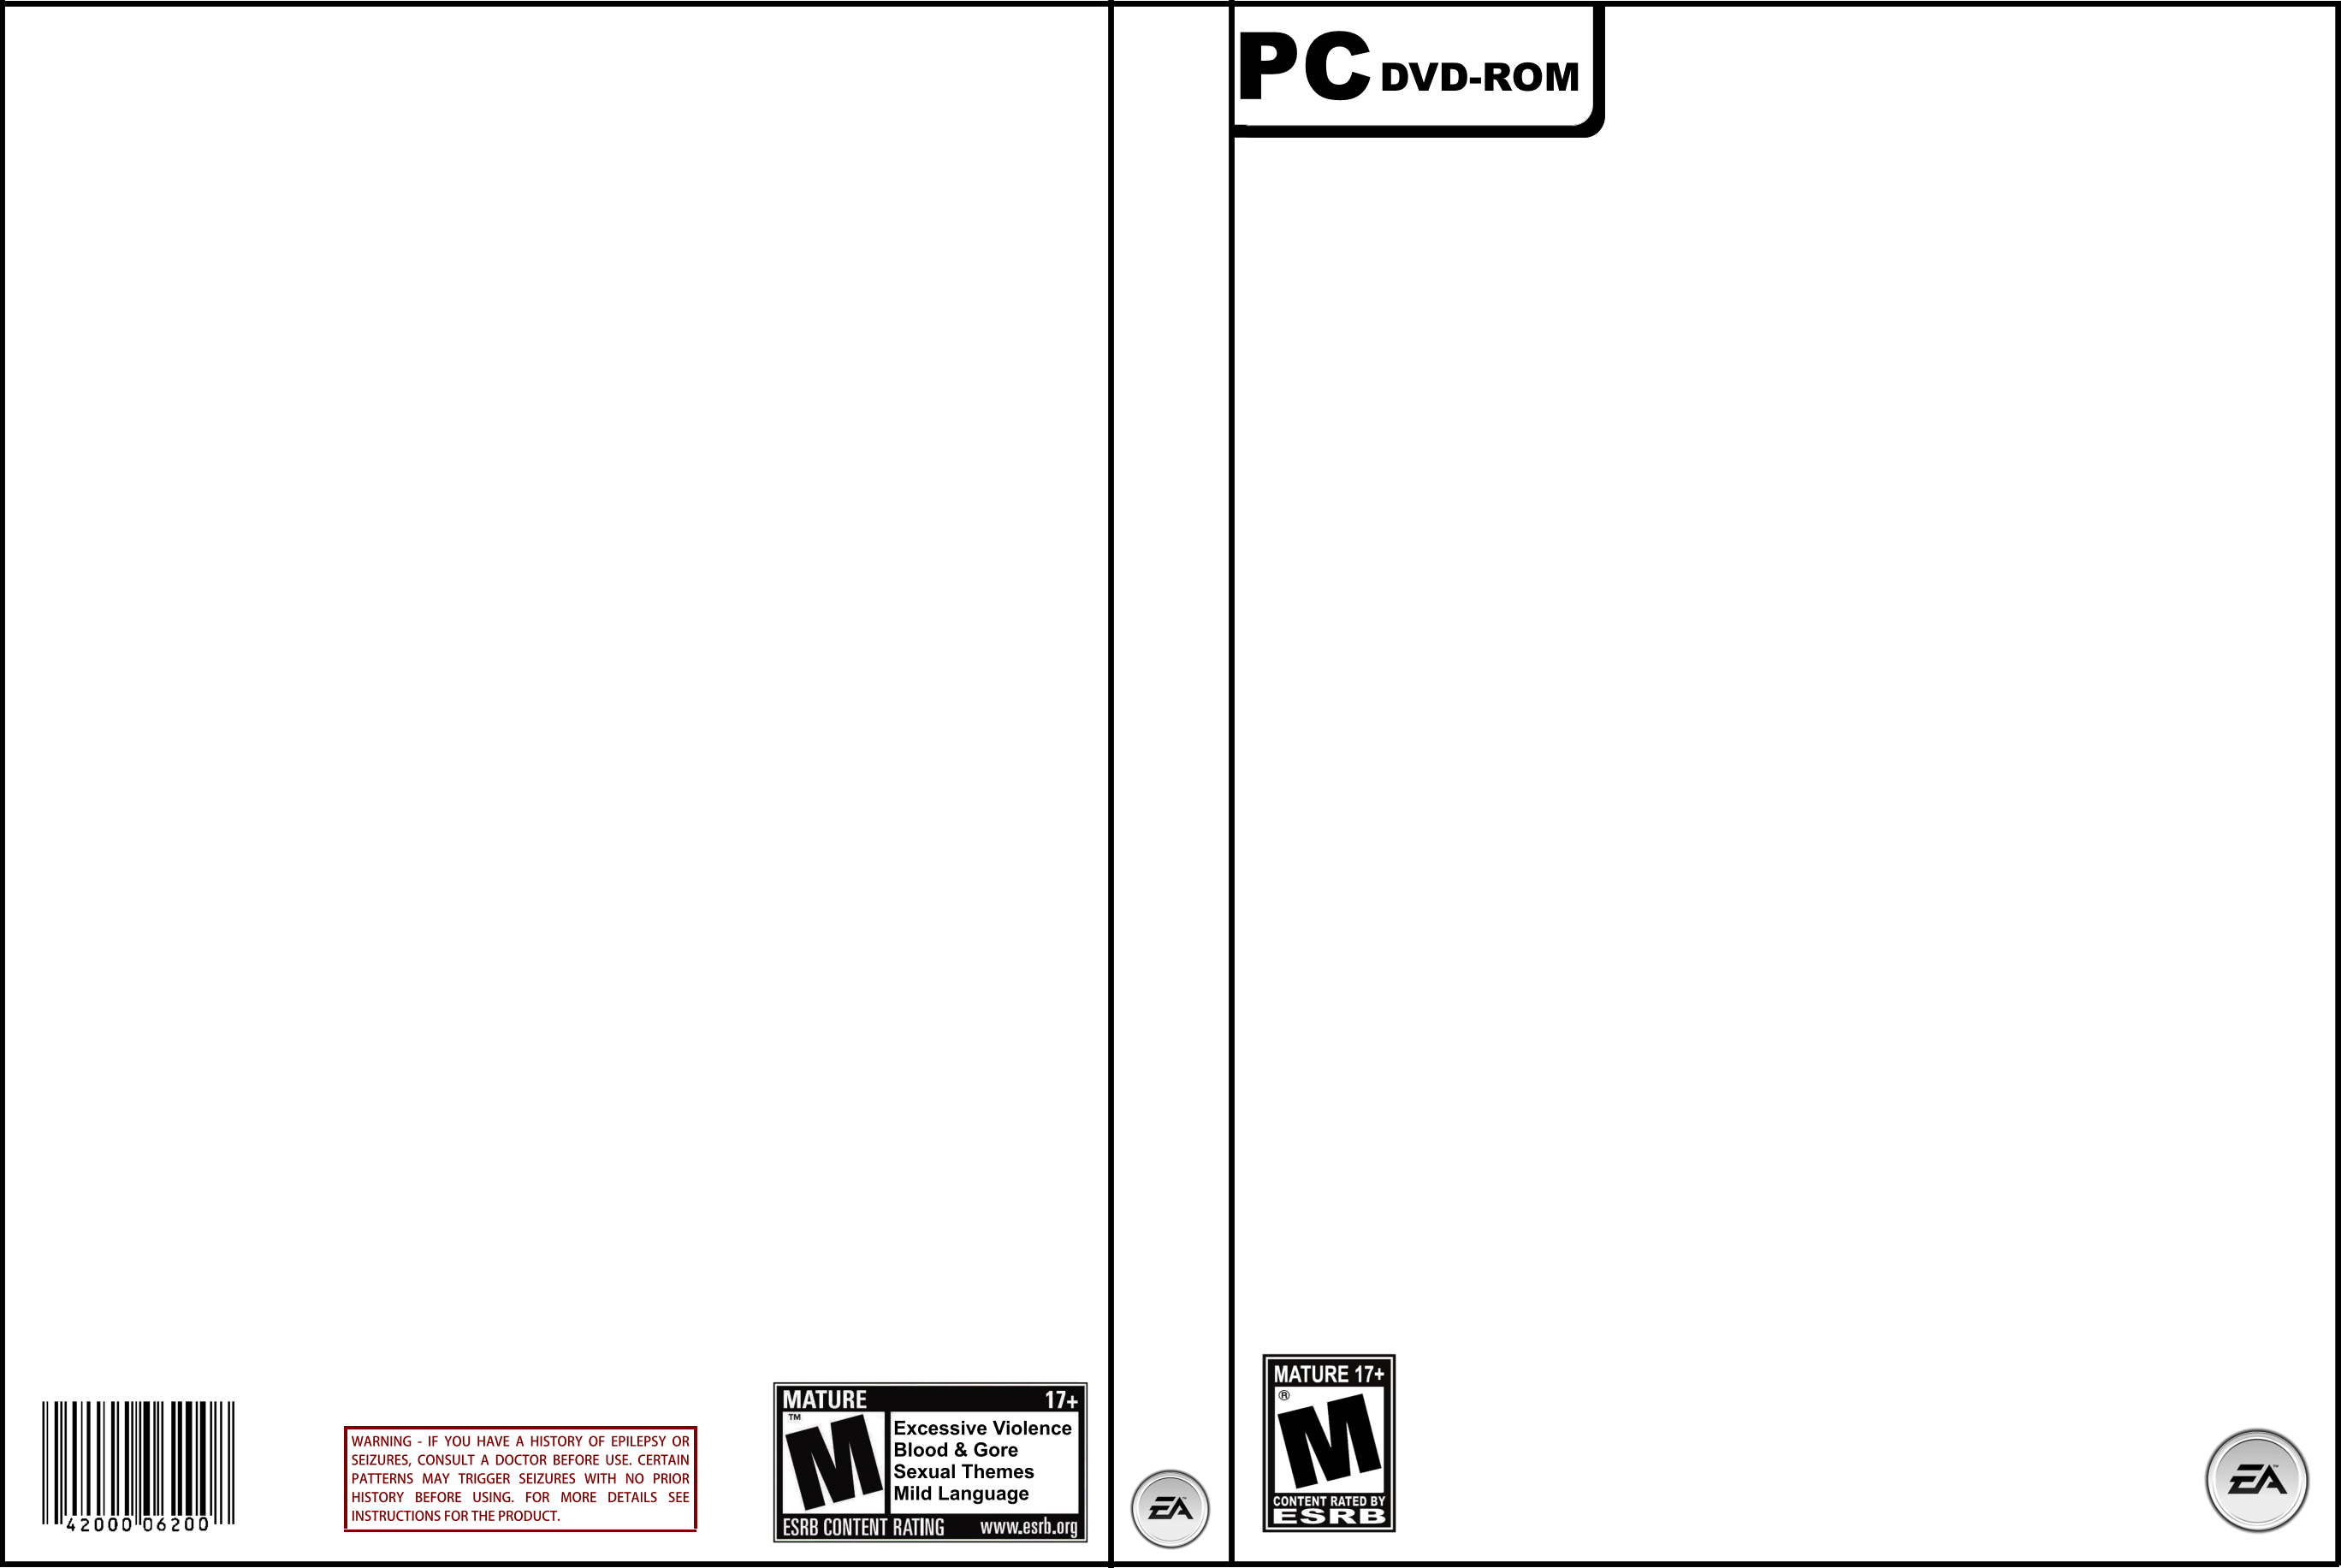 PC DVD-ROM
MATURE 17+
®
M
CONTENT RATED BY
ESRB
MATURE 17+
™
M
Excessive Violence
Blood & Gore
Sexual Themes
Mild Language
ESRB CONTENT RATING www.esrb.org
WARNING - IF YOU HAVE A HISTORY OF EPILEPSY OR
SEIZURES, CONSULT A DOCTOR BEFORE USE. CERTAIN
PATTERNS MAY TRIGGER SEIZURES WITH NO PRIOR
HISTORY BEFORE USING. FOR MORE DETAILS SEE
INSTRUCTIONS FOR THE PRODUCT.
42000 06200
EA™
EA™